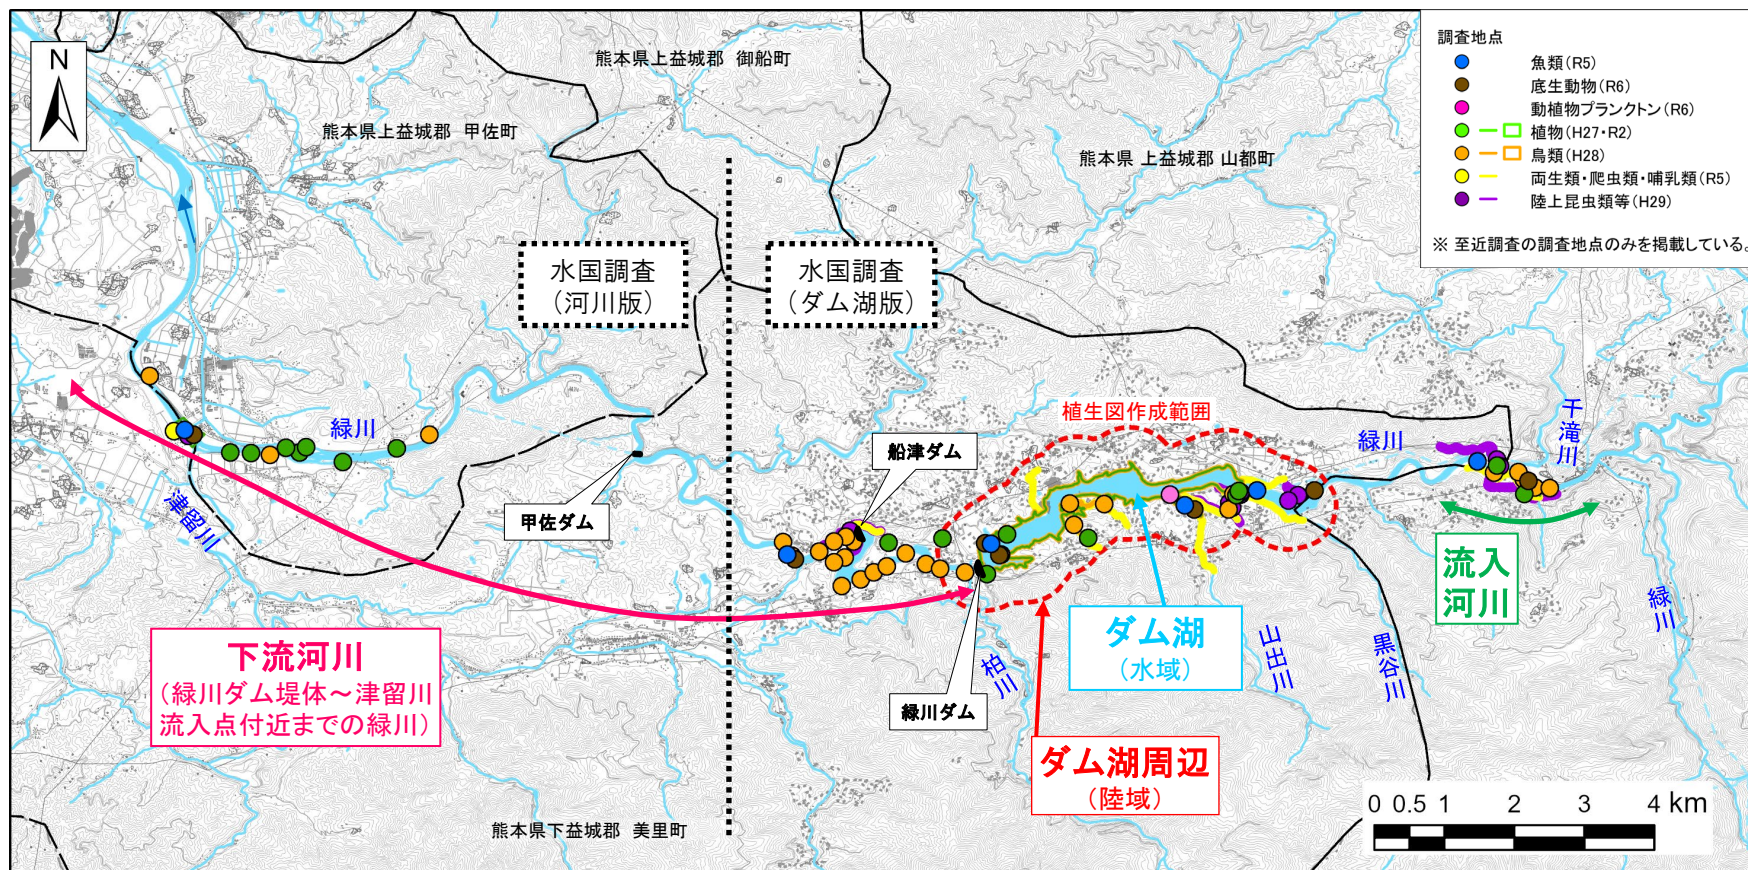 N
熊本県上益城郡 御船町
熊本県上益城郡 甲佐町
熊本県 上益城郡 山都町
調査地点
魚類(R5)
底生動物(R6)
動植物プランクトン(R6)
植物(H27・R2)
鳥類(H28)
両生類・爬虫類・哺乳類(R5)
陸上昆虫類等(H29)
※ 至近調査の調査地点のみを掲載している。
水国調査
(河川版)
水国調査
(ダム湖版)
植生図作成範囲
緑川
緑川
千滝川
船津ダム
甲佐ダム
津留川
流入
河川
緑川
下流河川
(緑川ダム堤体~津留川
流入点付近までの緑川)
ダム湖
(水域)
柏川
山出川
黒谷川
緑川ダム
ダム湖周辺
(陸域)
熊本県下益城郡 美里町
0 0.5 1 2 3 4 km